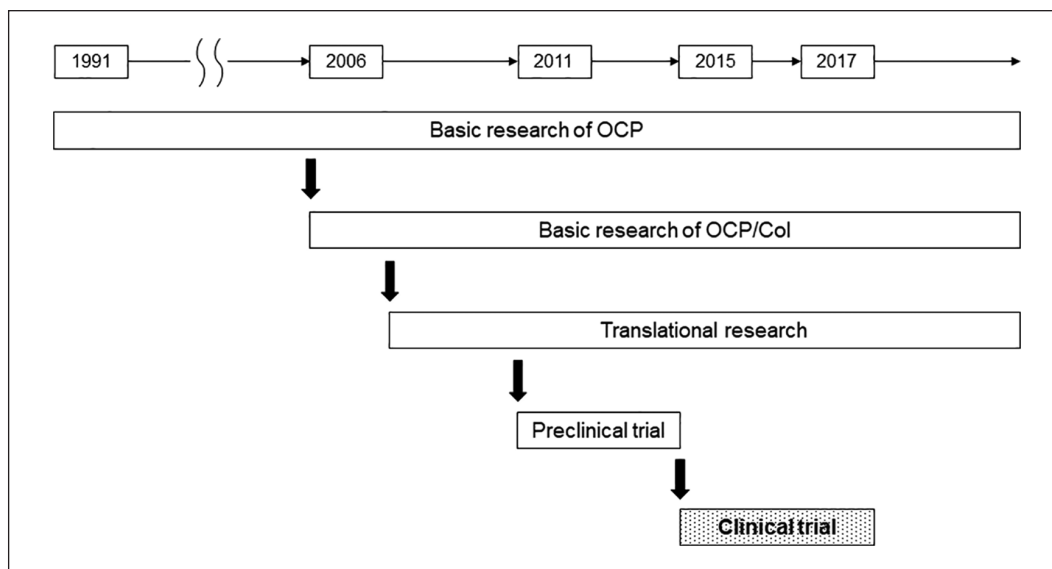 1991
2006
2011
2015
2017
Basic research of OCP
Basic research of OCP/Col
Translational research
Preclinical trial
Clinical trial